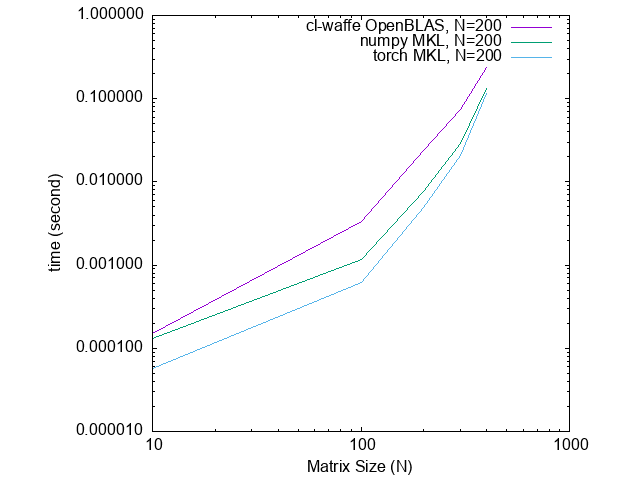 1.000000
0.100000
0.010000
0.001000
0.000100
0.000010
time (second)
cl-waffe OpenBLAS, N=200
numpy MKL, N=200
torch MKL, N=200
10 100 1000
Matrix Size (N)